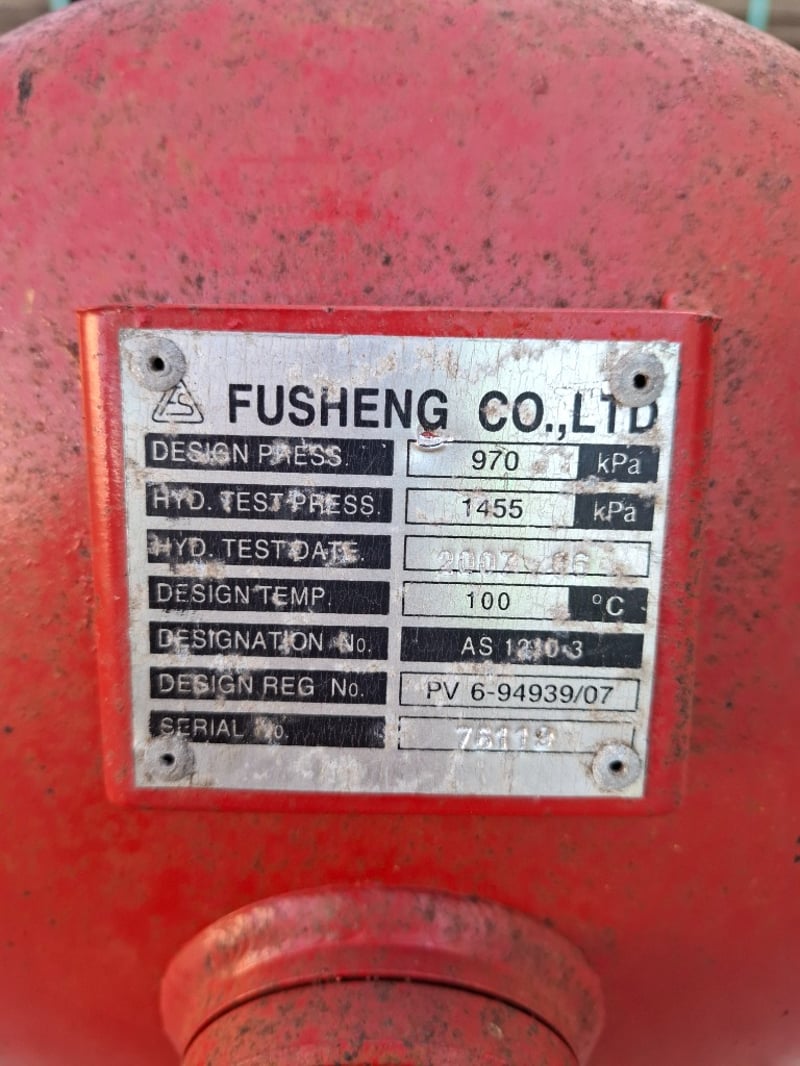 FS FUSHENG CO.,LTD
DESIGN PRESS. 970 kPa
HYD. TEST PRESS. 1455 kPa
HYD. TEST DATE.
DESIGN TEMP. 100 °C
DESIGNATION No. AS 1210-3
DESIGN REG No. PV 6-94939/07
SERIAL No.